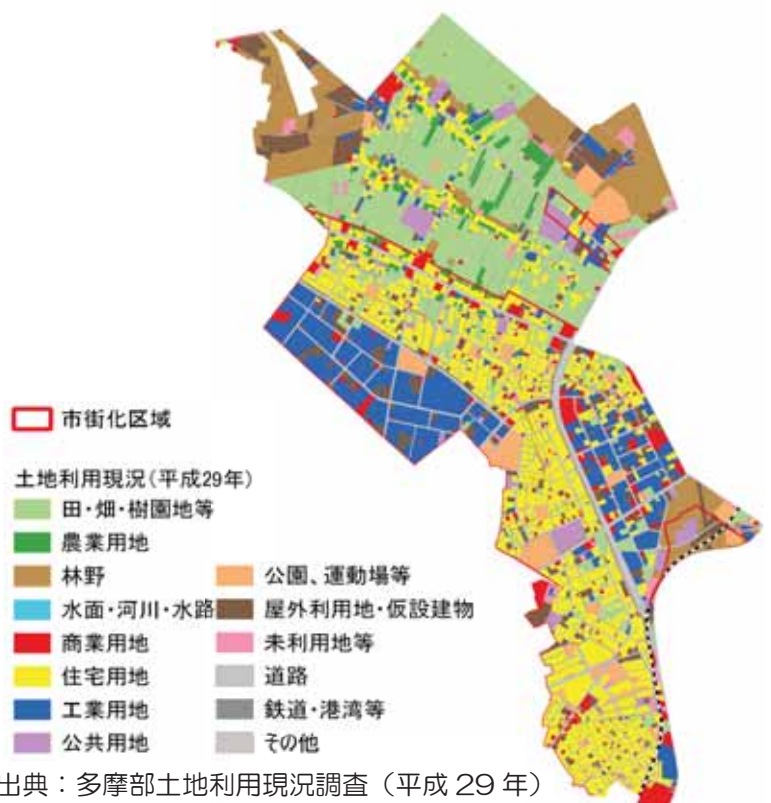 市街化区域
土地利用現況(平成29年)
田・畑・樹園地等
農業用地
林野
公園、運動場等
水面・河川・水路
屋外利用地・仮設建物
商業用地
未利用地等
住宅用地
道路
工業用地
鉄道・港湾等
公共用地
その他
出典：多摩部土地利用現況調査（平成 29 年）